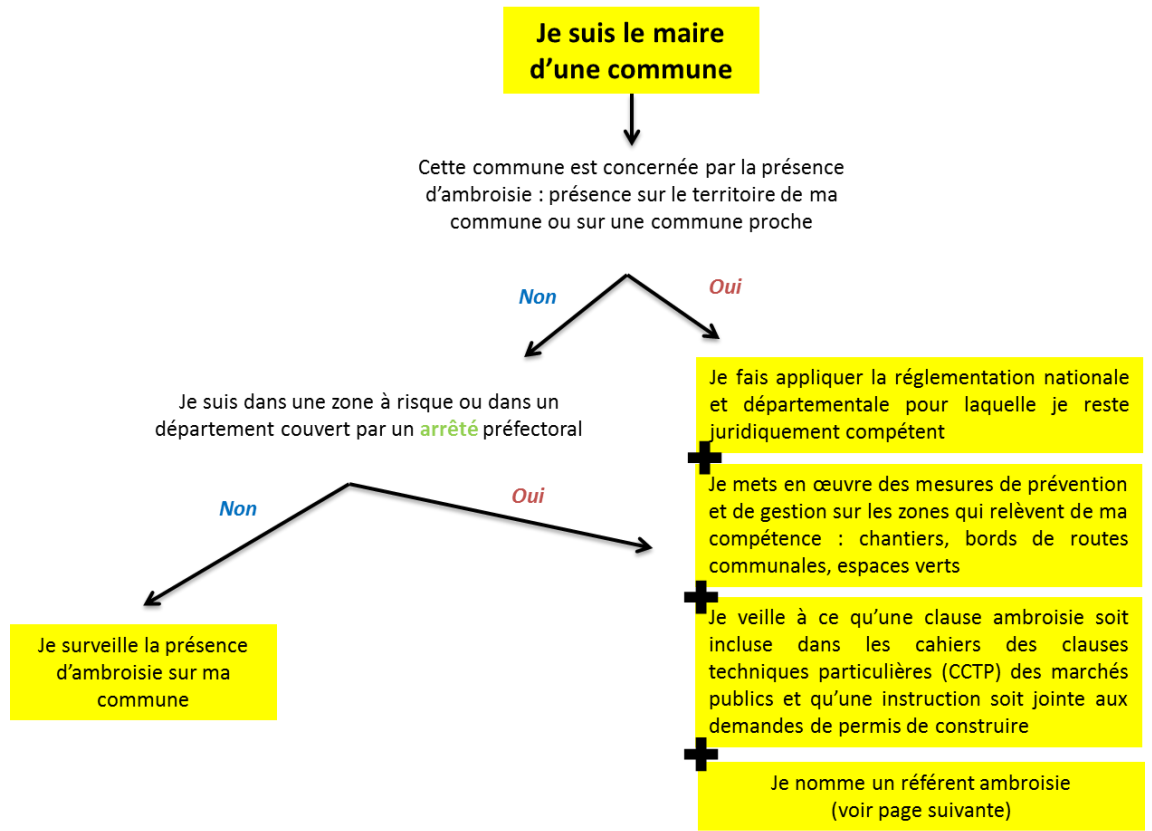 Je suis le maire
d’une commune
Cette commune est concernée par la présence
d’ambroisie : présence sur le territoire de ma
commune ou sur une commune proche
Non
Oui
Je suis dans une zone à risque ou dans un
département couvert par un arrêté préfectoral
Non
Oui
Je surveille la présence
d’ambroisie sur ma
commune
Je fais appliquer la réglementation nationale
et départementale pour laquelle je reste
juridiquement compétent
Je mets en œuvre des mesures de prévention
et de gestion sur les zones qui relèvent de ma
compétence : chantiers, bords de routes
communales, espaces verts
Je veille à ce qu’une clause ambroisie soit
incluse dans les cahiers des clauses
techniques particulières (CCTP) des marchés
publics et qu’une instruction soit jointe aux
demandes de permis de construire
Je nomme un référent ambroisie
(voir page suivante)